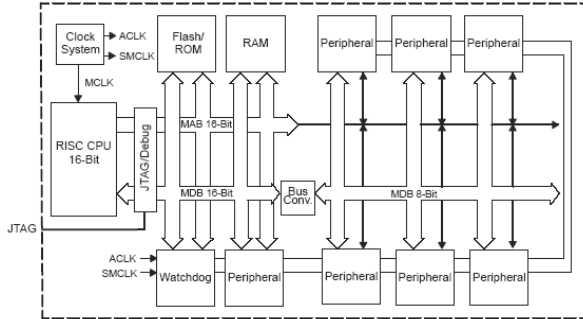 Clock
System
ACLK
SMCLK
MCLK
Flash/
ROM
RAM
Peripheral
Peripheral
Peripheral
RISC CPU
16-Bit
JTAG/Debug
MAB 16-Bit
MDB 16-Bit
Bus
Conv.
MDB 8-Bit
JTAG
ACLK
SMCLK
Watchdog
Peripheral
Peripheral
Peripheral
Peripheral